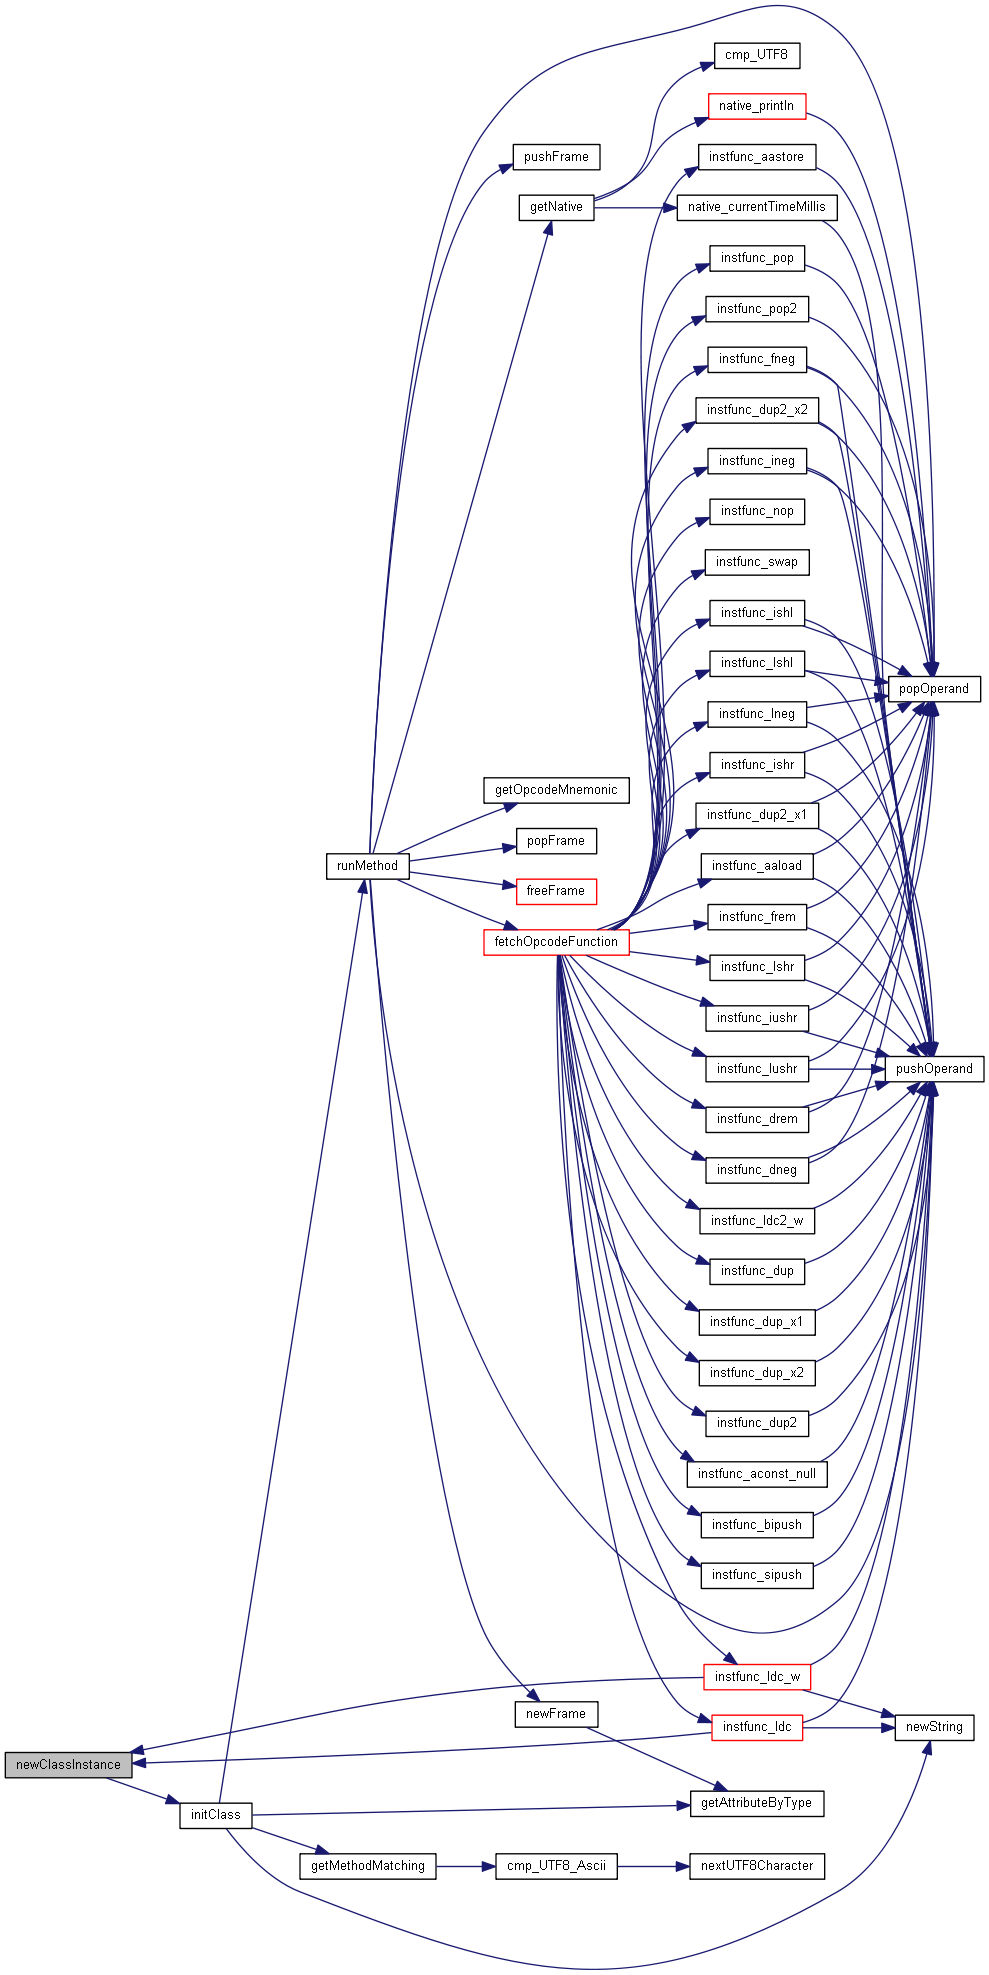 cmp_UTF8
native_println
pushFrame
instfunc_aastore
getNative
native_currentTimeMillis
instfunc_pop
instfunc_pop2
instfunc_fneg
instfunc_dup2_x2
instfunc_ineg
instfunc_nop
instfunc_swap
instfunc_ishl
instfunc_lshl
popOperand
instfunc_lneg
instfunc_ishr
getOpcodeMnemonic
instfunc_dup2_x1
popFrame
runMethod
instfunc_aaload
freeFrame
instfunc_frem
fetchOpcodeFunction
instfunc_lshr
instfunc_iushr
instfunc_lushr
pushOperand
instfunc_drem
instfunc_dneg
instfunc_ldc2_w
instfunc_dup
instfunc_dup_x1
instfunc_dup_x2
instfunc_dup2
instfunc_aconst_null
instfunc_bipush
instfunc_sipush
instfunc_ldc_w
newFrame
instfunc_ldc
newString
newClassInstance
getAttributeByType
initClass
getMethodMatching
cmp_UTF8_Ascii
nextUTF8Character